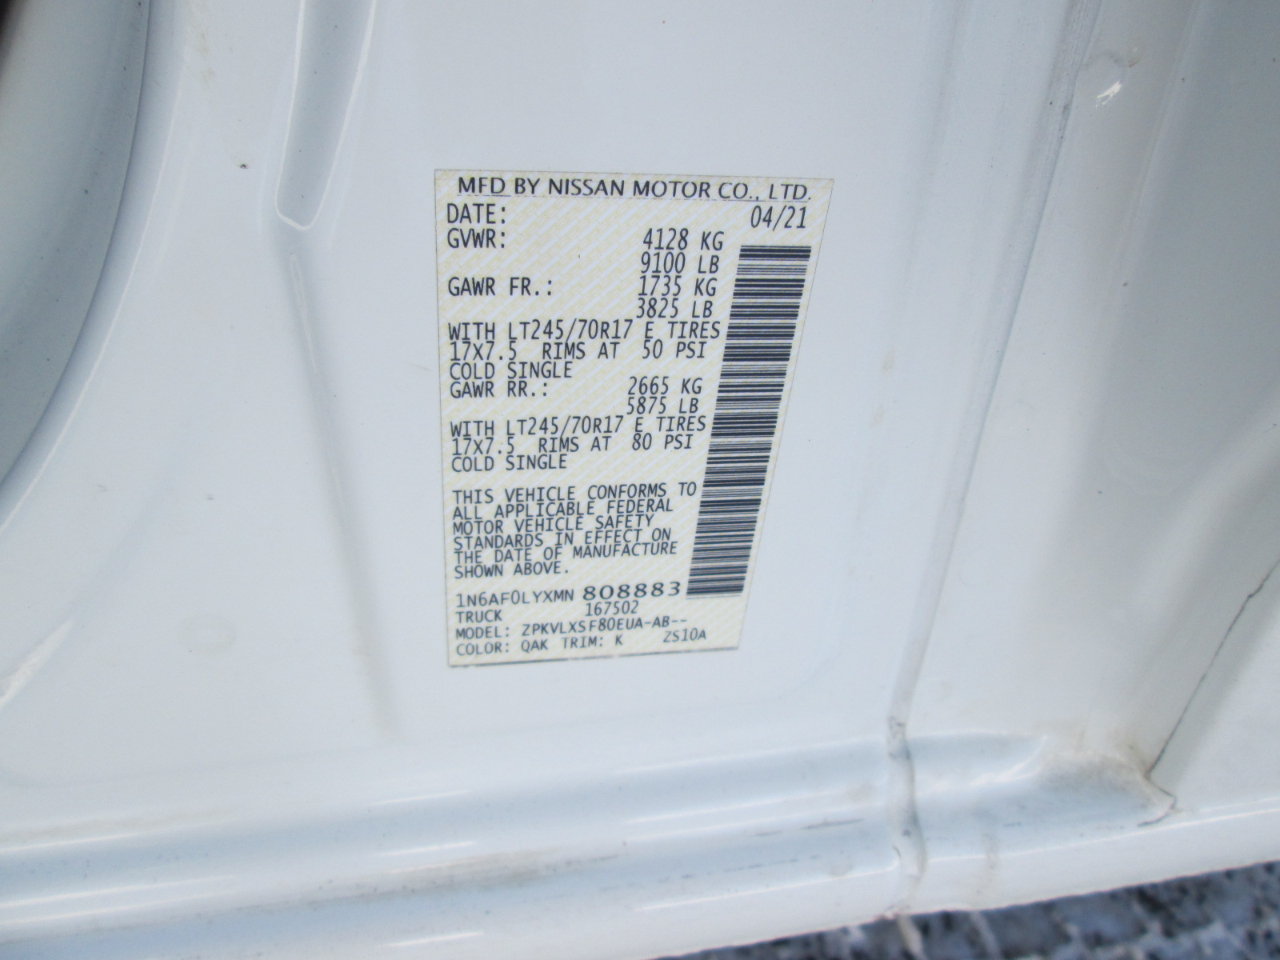 MFD BY NISSAN MOTOR CO., LTD.
DATE: 04/21
GVWR: 4128 KG
9100 LB
GAWR FR.: 1735 KG
3825 LB
WITH LT245/70R17 E TIRES
17X7.5 RIMS AT 50 PSI
COLD SINGLE
GAWR RR.: 2665 KG
5875 LB
WITH LT245/70R17 E TIRES
17X7.5 RIMS AT 80 PSI
COLD SINGLE
THIS VEHICLE CONFORMS TO
ALL APPLICABLE FEDERAL
MOTOR VEHICLE SAFETY
STANDARDS IN EFFECT ON
THE DATE OF MANUFACTURE
SHOWN ABOVE.
1N6AF0LYXMN 808883
TRUCK 167502
MODEL: ZPKVLXSF80EUA-AB--
COLOR: QAK TRIM: K ZS10A